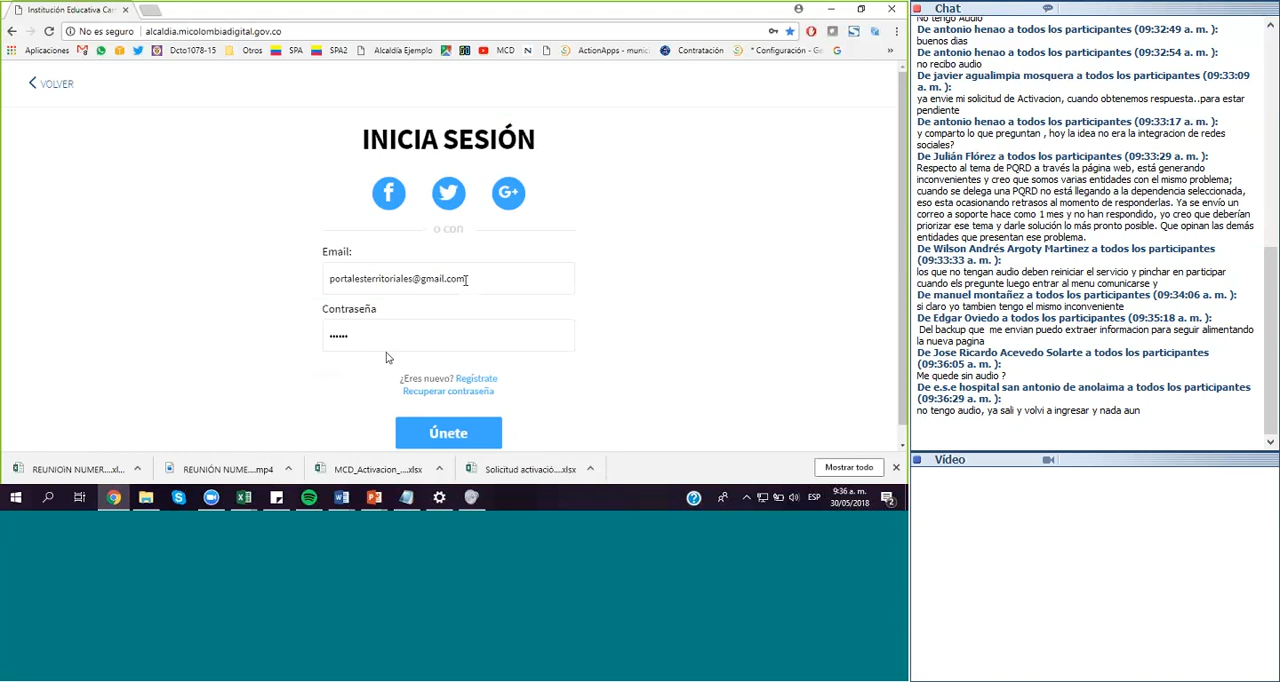 Institución Educativa Car
No es seguro | alcaldia.micolombiadigital.gov.co
Aplicaciones Dcto1078-15 Otros SPA SPA2 Alcaldía Ejemplo MCD N ActionApps - muni Contratación * Configuración - Ge »
VOLVER
INICIA SESIÓN
o con
Email:
portalesterritoriales@gmail.com
Contraseña
••••••
¿Eres nuevo? Regístrate
Recuperar contraseña
Únete
REUNION NUMER....xl...
REUNIÓN NUME....mp4
MCD_Activacion_....xlsx
Solicitud activació....xlsx
Mostrar todo
ESP
9:36 a. m.
30/05/2018
2
Chat
No tengo Audio
De antonio henao a todos los participantes (09:32:49 a. m.):
buenos dias
De antonio henao a todos los participantes (09:32:54 a. m.):
no recibo audio
De javier agualimpia mosquera a todos los participantes (09:33:09
a. m.):
ya envie mi solicitud de Activacion, cuando obtenemos respuesta..para estar
pendiente
De antonio henao a todos los participantes (09:33:17 a. m.):
y comparto lo que preguntan , hoy la idea no era la integracion de redes
sociales?
De Julián Flórez a todos los participantes (09:33:29 a. m.):
Respecto al tema de PQRD a través la página web, está generando
inconvenientes y creo que somos varias entidades con el mismo problema;
cuando se delega una PQRD no está llegando a la dependencia seleccionada,
eso esta ocasionando retrasos al momento de responderlas. Ya se envío un
correo a soporte hace como 1 mes y no han respondido, yo creo que deberían
priorizar ese tema y darle solución lo más pronto posible. Que opinan las demás
entidades que presentan ese problema.
De Wilson Andrés Argoty Martinez a todos los participantes
(09:33:33 a. m.):
los que no tengan audio deben reiniciar el servicio y pinchar en participar
cuando els pregunte luego entrar al menu comunicarse y
De manuel montañez a todos los participantes (09:34:06 a. m.):
si claro yo tambien tengo el mismo inconveniente
De Edgar Oviedo a todos los participantes (09:35:18 a. m.):
Del backup que me envian puedo extraer informacion para seguir alimentando
la nueva pagina
De Jose Ricardo Acevedo Solarte a todos los participantes
(09:36:05 a. m.):
Me quede sin audio ?
De e.s.e hospital san antonio de anolaima a todos los participantes
(09:36:29 a. m.):
no tengo audio, ya sali y volvi a ingresar y nada aun
Vídeo